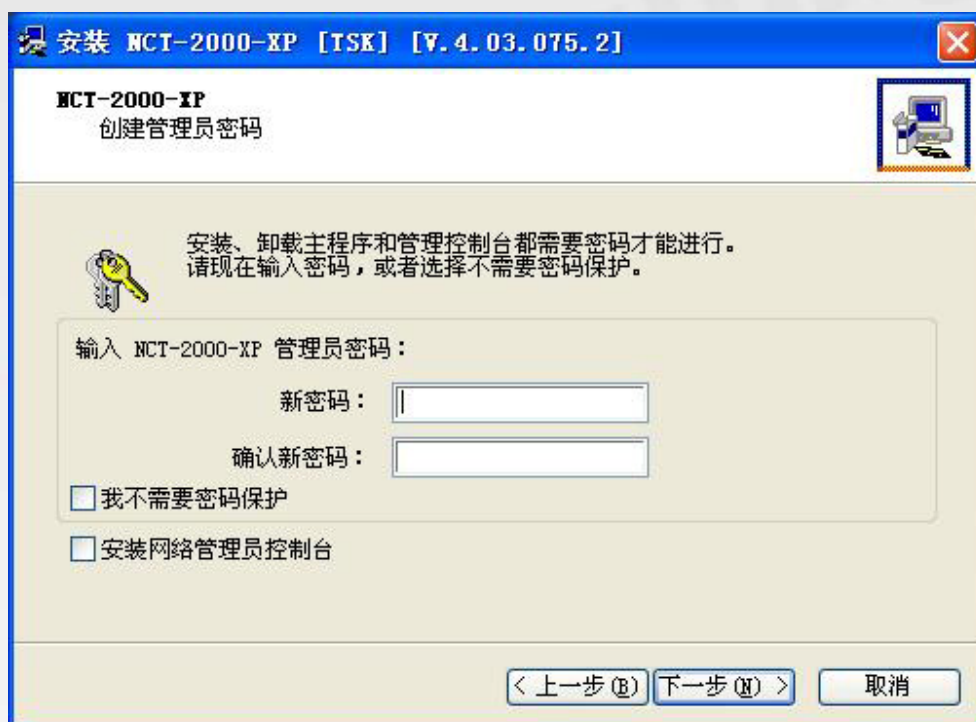 安装 NCT-2000-XP [TSK] [V.4.03.075.2]
NCT-2000-XP
创建管理员密码
安装、卸载主程序和管理控制台都需要密码才能进行。
请现在输入密码,或者选择不需要密码保护。
输入 NCT-2000-XP 管理员密码:
新密码:
确认新密码:
我不需要密码保护
安装网络管理员控制台
< 上一步(B) 下一步(N) > 取消